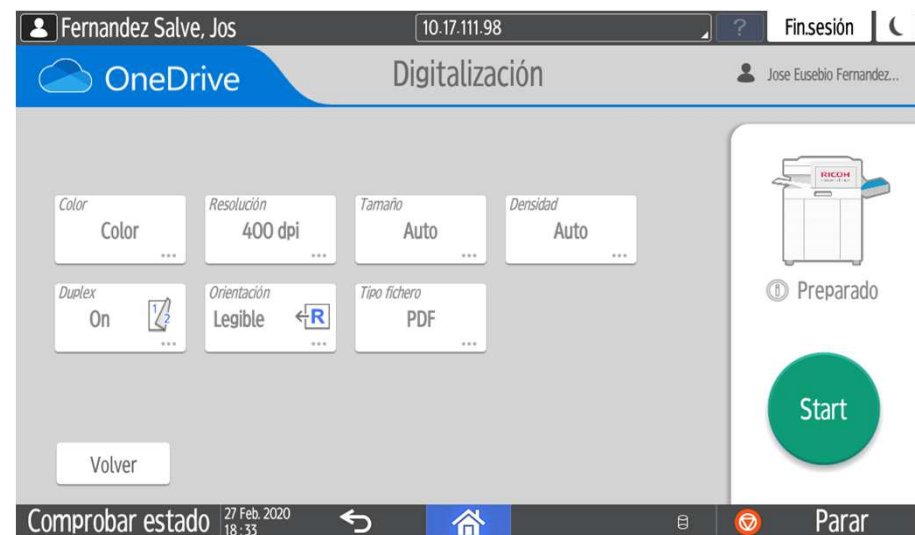 Fernandez Salve, Jos
10.17.111.98
?
Fin.sesión
OneDrive
Digitalización
Jose Eusebio Fernandez...
Color
Color
...
Resolución
400 dpi
...
Tamaño
Auto
...
Densidad
Auto
...
Duplex
On
1 2
...
Orientación
Legible
R
...
Tipo fichero
PDF
...
RICOH
Preparado
Start
Volver
Comprobar estado
27 Feb. 2020
18:33
Parar